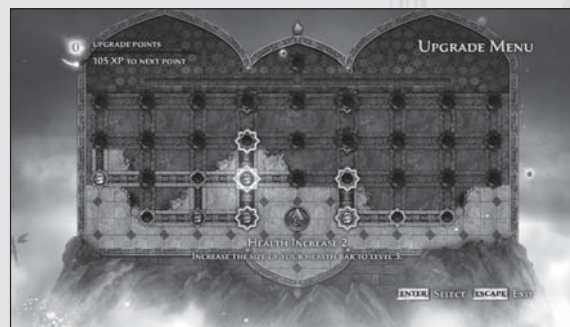 0
UPGRADE POINTS
105 XP TO NEXT POINT
UPGRADE MENU
HEALTH INCREASE 2
INCREASE THE SIZE OF YOUR HEALTH BAR TO LEVEL 3.
ENTER SELECT ESCAPE EXIT